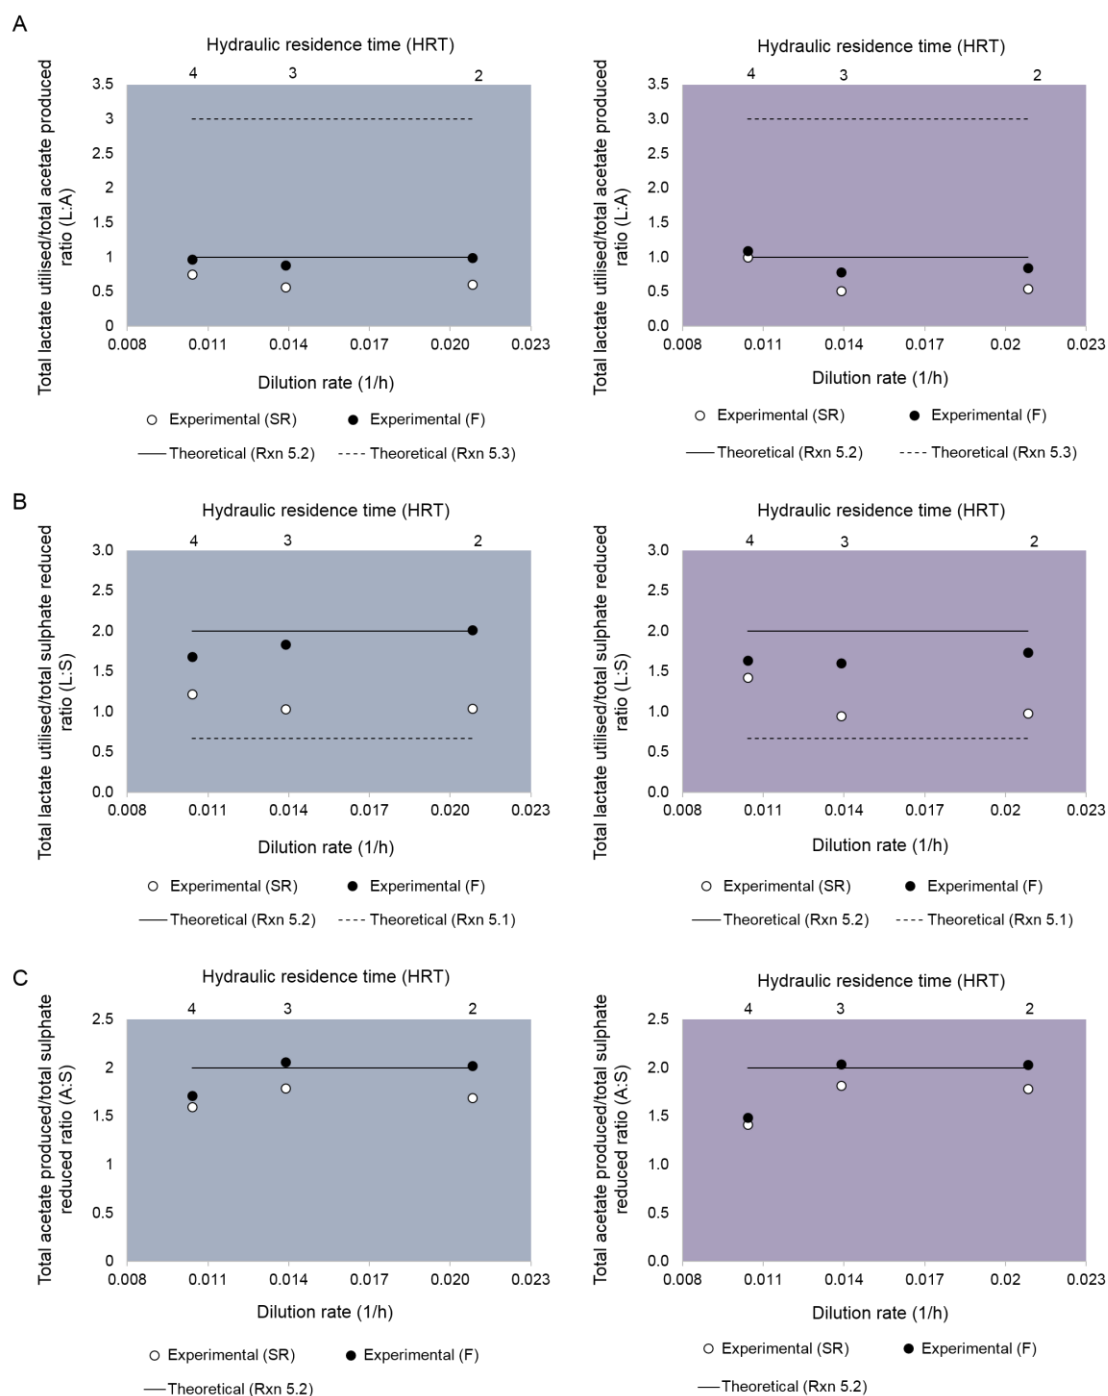 A
Hydraulic residence time (HRT)
4 3 2
Total lactate utilised/total acetate produced
ratio (L:A)
3.5
3
2.5
2
1.5
1
0.5
0
0.008 0.011 0.014 0.017 0.020 0.023
Dilution rate (1/h)
Experimental (SR) Experimental (F)
Theoretical (Rxn 5.2) Theoretical (Rxn 5.3)
Hydraulic residence time (HRT)
4 3 2
Total lactate utilised/total acetate produced
ratio (L:A)
3.5
3.0
2.5
2.0
1.5
1.0
0.5
0.0
0.008 0.011 0.014 0.017 0.020 0.023
Dilution rate (1/h)
Experimental (SR) Experimental (F)
Theoretical (Rxn 5.2) Theoretical (Rxn 5.3)
B
Hydraulic residence time (HRT)
4 3 2
Total lactate utilised/total sulphate reduced
ratio (L:S)
3.0
2.5
2.0
1.5
1.0
0.5
0.0
0.008 0.011 0.014 0.017 0.020 0.023
Dilution rate (1/h)
Experimental (SR) Experimental (F)
Theoretical (Rxn 5.2) Theoretical (Rxn 5.1)
Hydraulic residence time (HRT)
4 3 2
Total lactate utilised/total sulphate reduced
ratio (L:S)
3.0
2.5
2.0
1.5
1.0
0.5
0.0
0.008 0.011 0.014 0.017 0.020 0.023
Dilution rate (1/h)
Experimental (SR) Experimental (F)
Theoretical (Rxn 5.2) Theoretical (Rxn 5.1)
C
Hydraulic residence time (HRT)
4 3 2
Total acetate produced/total sulphate
reduced ratio (A:S)
2.5
2
1.5
1
0.5
0
0.008 0.011 0.014 0.017 0.020 0.023
Dilution rate (1/h)
Experimental (SR) Experimental (F)
Theoretical (Rxn 5.2)
Hydraulic residence time (HRT)
4 3 2
Total acetate produced/total sulphate
reduced ratio (A:S)
2.5
2.0
1.5
1.0
0.5
0.0
0.008 0.011 0.014 0.017 0.02 0.023
Dilution rate (1/h)
Experimental (SR) Experimental (F)
Theoretical (Rxn 5.2)